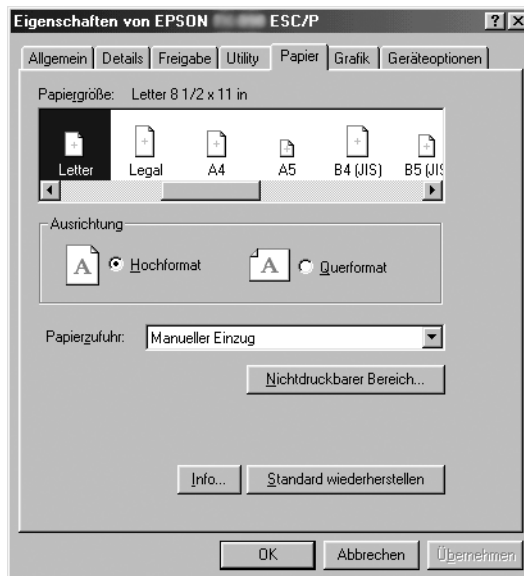 Eigenschaften von EPSON ESC/P
Allgemein Details Freigabe Utility Papier Grafik Geräteoptionen
Papiergröße: Letter 8 1/2 x 11 in
Letter Legal A4 A5 B4 (JIS) B5 (JIS
Ausrichtung
A Hochformat A Querformat
Papierzufuhr: Manueller Einzug
Nichtdruckbarer Bereich...
Info... Standard wiederherstellen
OK Abbrechen Übernehmen